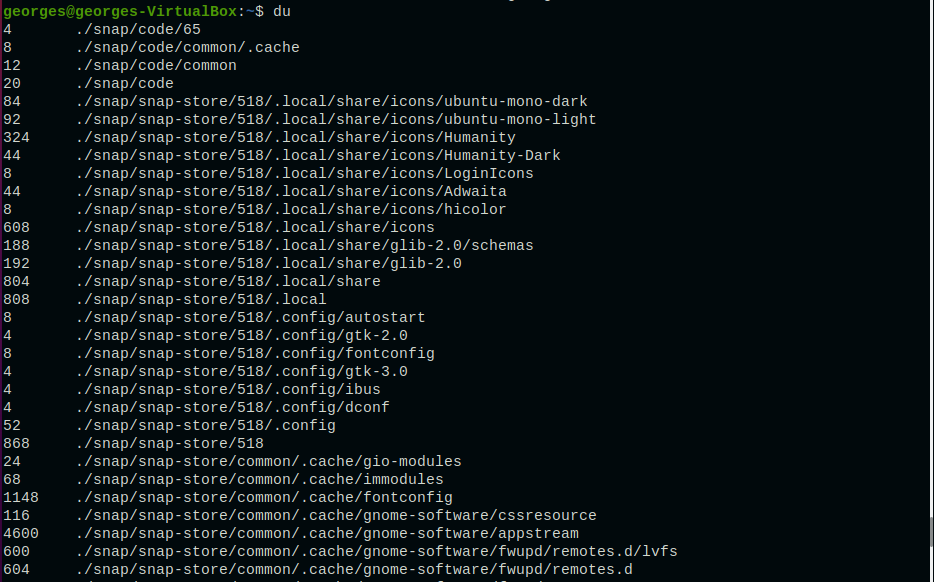 georges@georges-VirtualBox:~$ du
4 ./snap/code/65
8 ./snap/code/common/.cache
12 ./snap/code/common
20 ./snap/code
84 ./snap/snap-store/518/.local/share/icons/ubuntu-mono-dark
92 ./snap/snap-store/518/.local/share/icons/ubuntu-mono-light
324 ./snap/snap-store/518/.local/share/icons/Humanity
44 ./snap/snap-store/518/.local/share/icons/Humanity-Dark
8 ./snap/snap-store/518/.local/share/icons/LoginIcons
44 ./snap/snap-store/518/.local/share/icons/Adwaita
8 ./snap/snap-store/518/.local/share/icons/hicolor
608 ./snap/snap-store/518/.local/share/icons
188 ./snap/snap-store/518/.local/share/glib-2.0/schemas
192 ./snap/snap-store/518/.local/share/glib-2.0
804 ./snap/snap-store/518/.local/share
808 ./snap/snap-store/518/.local
8 ./snap/snap-store/518/.config/autostart
4 ./snap/snap-store/518/.config/gtk-2.0
8 ./snap/snap-store/518/.config/fontconfig
4 ./snap/snap-store/518/.config/gtk-3.0
4 ./snap/snap-store/518/.config/ibus
4 ./snap/snap-store/518/.config/dconf
52 ./snap/snap-store/518/.config
868 ./snap/snap-store/518
24 ./snap/snap-store/common/.cache/gio-modules
68 ./snap/snap-store/common/.cache/immodules
1148 ./snap/snap-store/common/.cache/fontconfig
116 ./snap/snap-store/common/.cache/gnome-software/cssresource
4600 ./snap/snap-store/common/.cache/gnome-software/appstream
600 ./snap/snap-store/common/.cache/gnome-software/fwupd/remotes.d/lvfs
604 ./snap/snap-store/common/.cache/gnome-software/fwupd/remotes.d